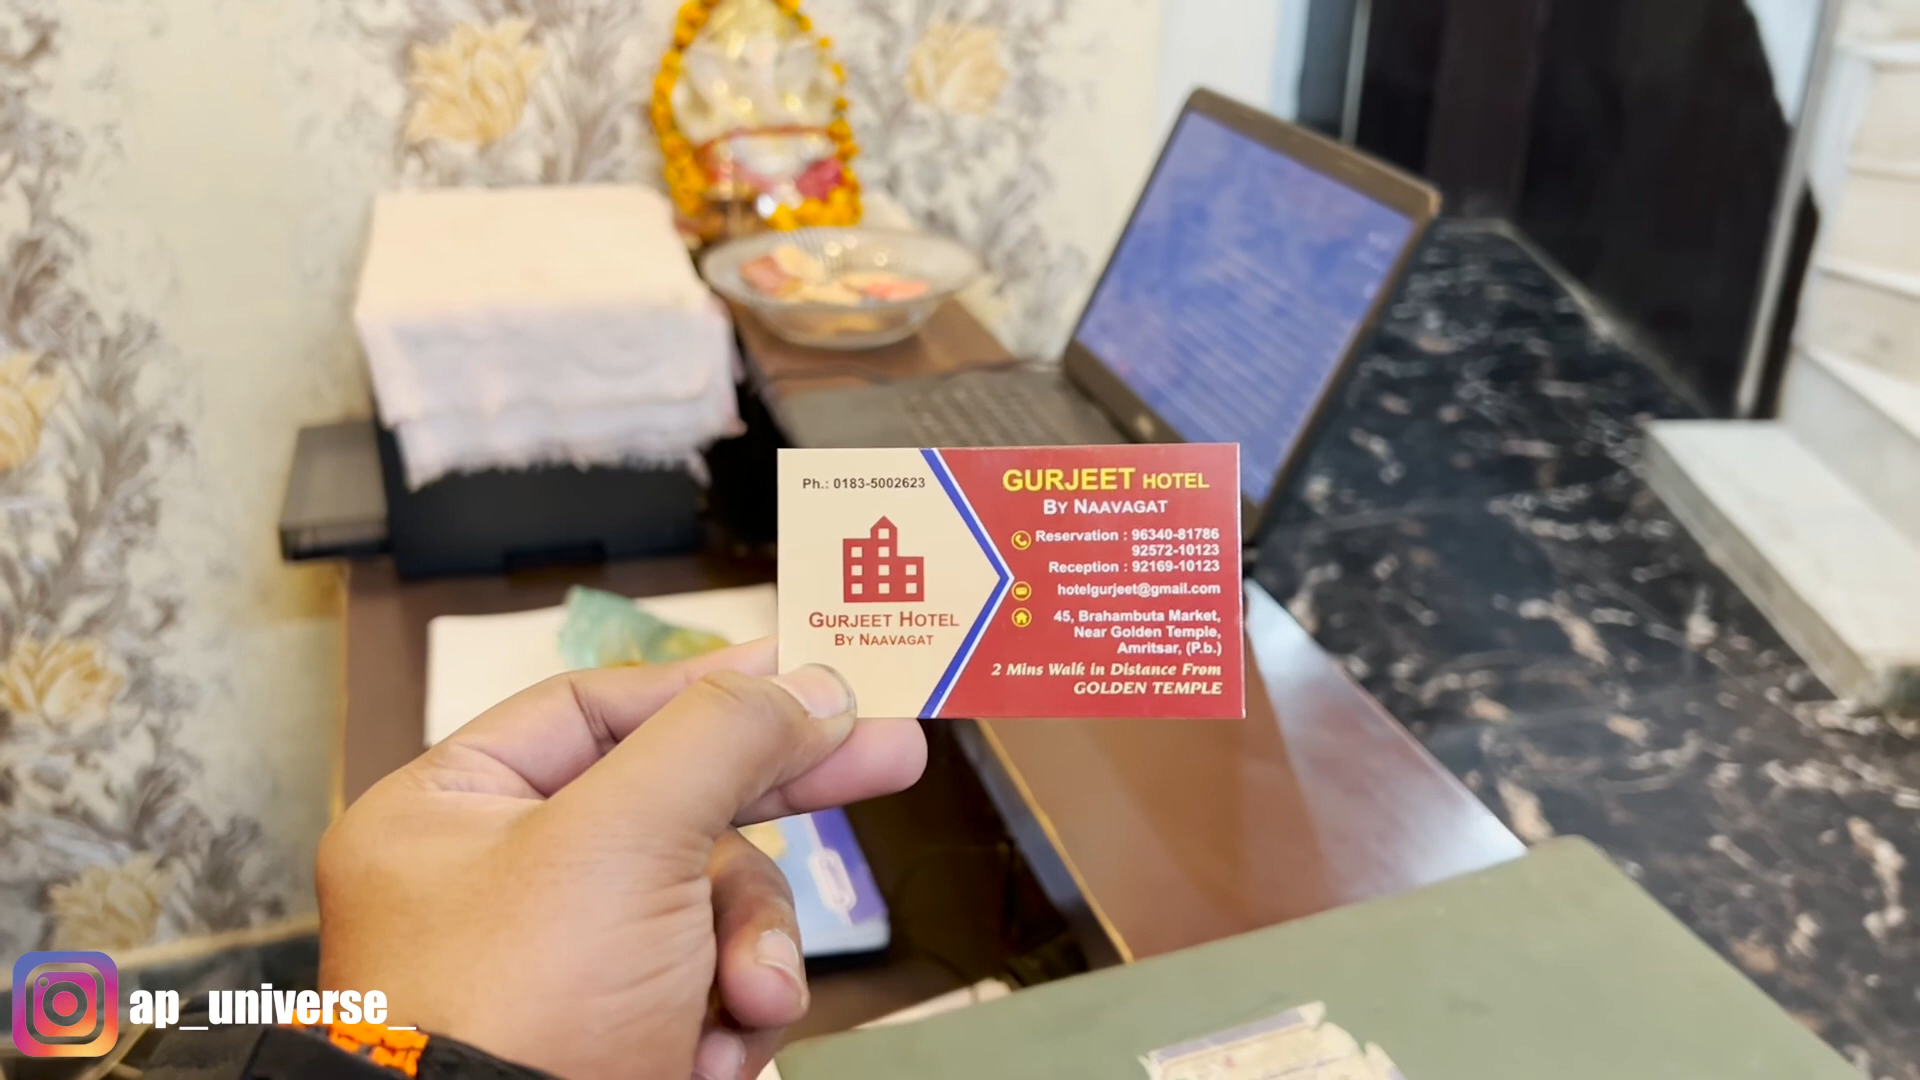 Ph.: 0183-5002623
GURJEET HOTEL
BY NAAVAGAT
GURJEET HOTEL
BY NAAVAGAT
Reservation : 96340-81786
92572-10123
Reception : 92169-10123
hotelgurjeet@gmail.com
45, Brahambuta Market,
Near Golden Temple,
Amritsar, (P.b.)
2 Mins Walk in Distance From
GOLDEN TEMPLE
ap_universe_